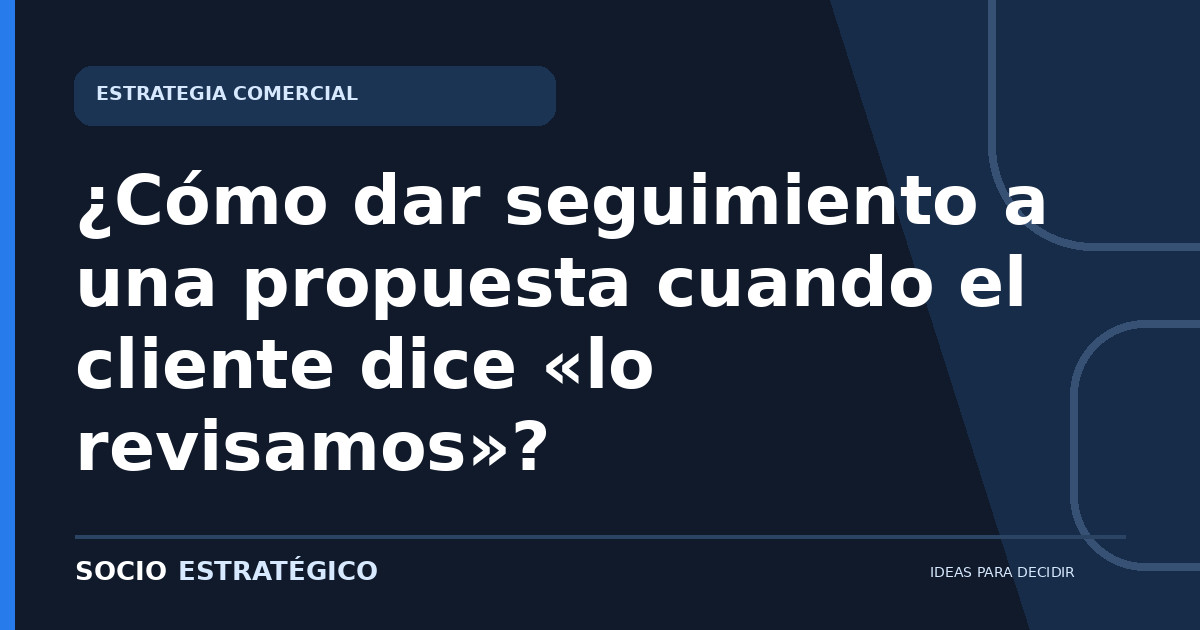 ESTRATEGIA COMERCIAL
¿Cómo dar seguimiento a
una propuesta cuando el
cliente dice «lo
revisamos»?
SOCIO ESTRATÉGICO
IDEAS PARA DECIDIR